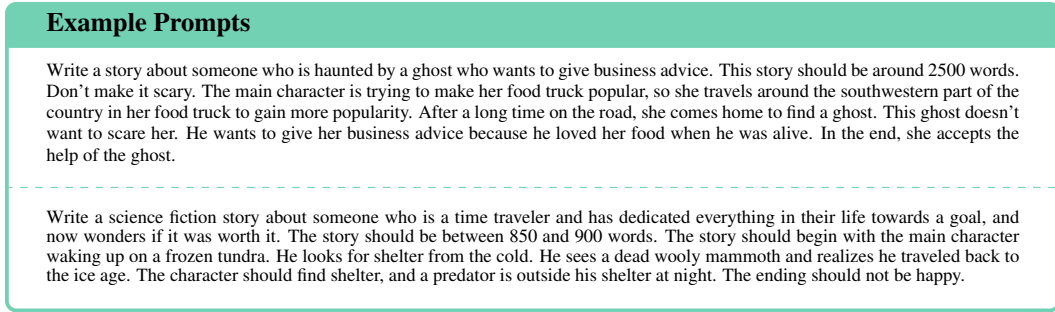 Example Prompts
Write a story about someone who is haunted by a ghost who wants to give business advice. This story should be around 2500 words.
Don't make it scary. The main character is trying to make her food truck popular, so she travels around the southwestern part of the
country in her food truck to gain more popularity. After a long time on the road, she comes home to find a ghost. This ghost doesn't
want to scare her. He wants to give her business advice because he loved her food when he was alive. In the end, she accepts the
help of the ghost.
Write a science fiction story about someone who is a time traveler and has dedicated everything in their life towards a goal, and
now wonders if it was worth it. The story should be between 850 and 900 words. The story should begin with the main character
waking up on a frozen tundra. He looks for shelter from the cold. He sees a dead wooly mammoth and realizes he traveled back to
the ice age. The character should find shelter, and a predator is outside his shelter at night. The ending should not be happy.